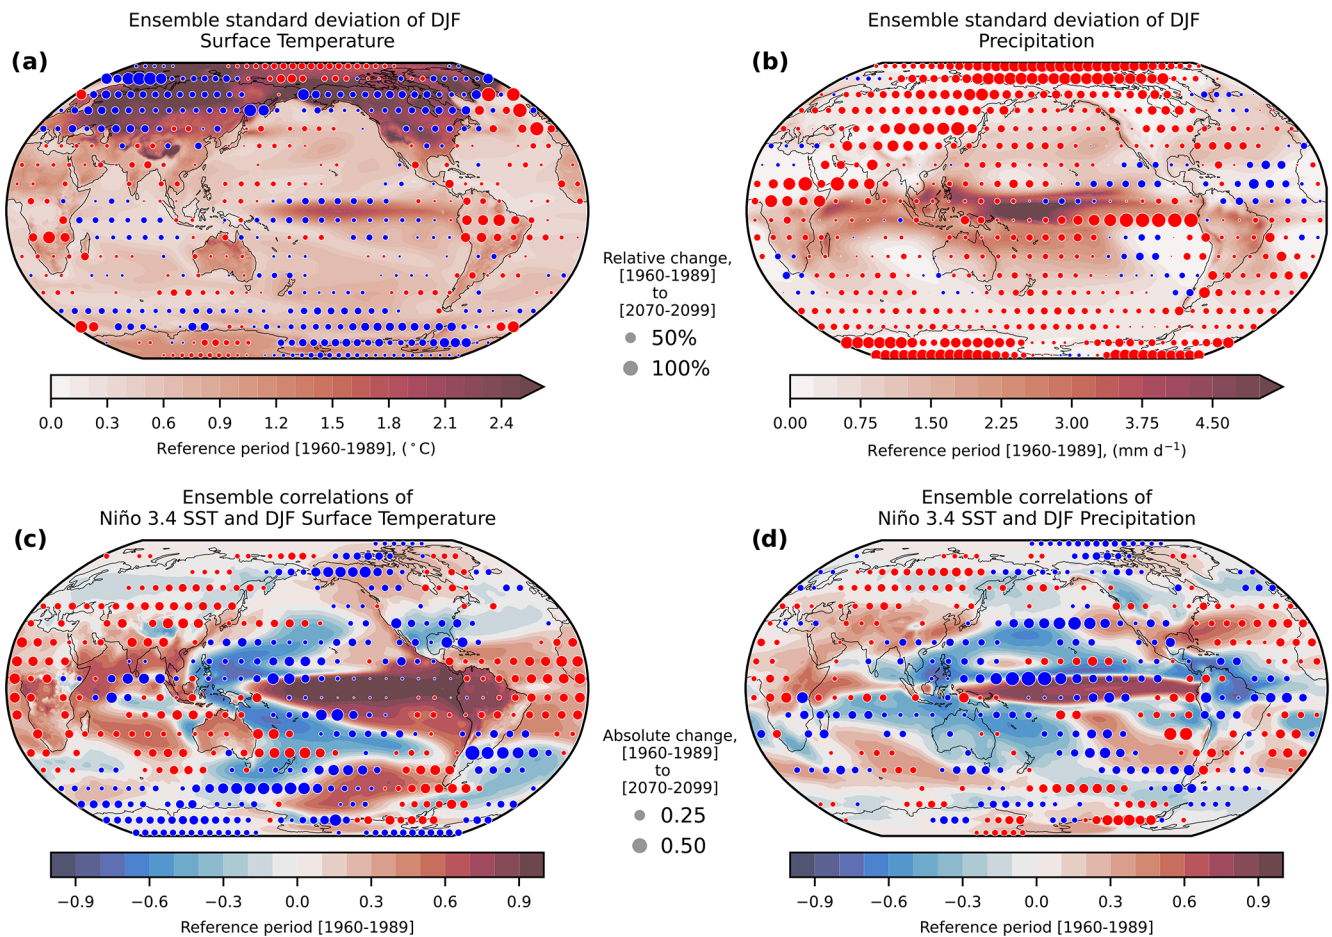 Ensemble standard deviation of DJF
Surface Temperature
(a)
0.0 0.3 0.6 0.9 1.2 1.5 1.8 2.1 2.4
Reference period [1960-1989], (°C)
Relative change,
[1960-1989]
to
[2070-2099]
50%
100%
Ensemble standard deviation of DJF
Precipitation
(b)
0.00 0.75 1.50 2.25 3.00 3.75 4.50
Reference period [1960-1989], (mm d⁻¹)
Ensemble correlations of
Niño 3.4 SST and DJF Surface Temperature
(c)
−0.9 −0.6 −0.3 0.0 0.3 0.6 0.9
Reference period [1960-1989]
Absolute change,
[1960-1989]
to
[2070-2099]
0.25
0.50
Ensemble correlations of
Niño 3.4 SST and DJF Precipitation
(d)
−0.9 −0.6 −0.3 0.0 0.3 0.6 0.9
Reference period [1960-1989]